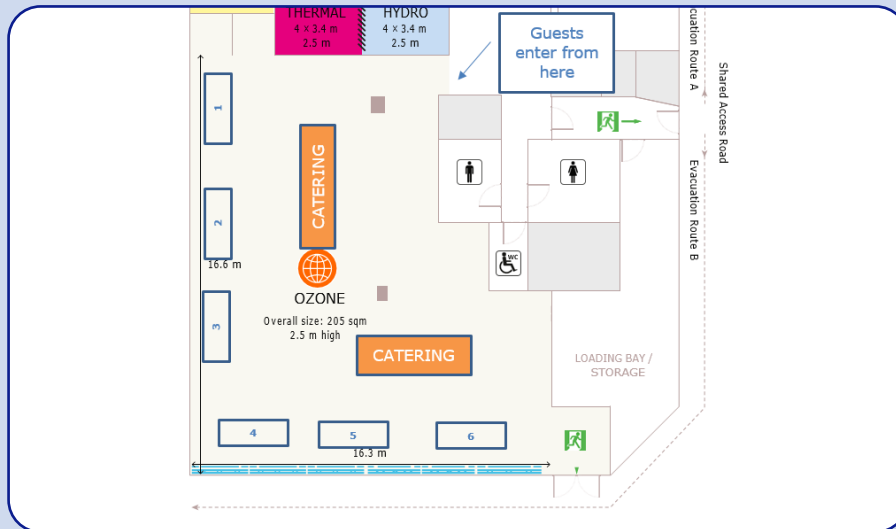 THERMAL
4 × 3.4 m
2.5 m
HYDRO
4 × 3.4 m
2.5 m
Guests
enter from
here
Evacuation Route B
Shared Access Road
1
CATERING
2
WC
16.6 m
OZONE
3
Overall size: 205 sqm
2.5 m high
CATERING
LOADING BAY /
STORAGE
4
5
6
16.3 m